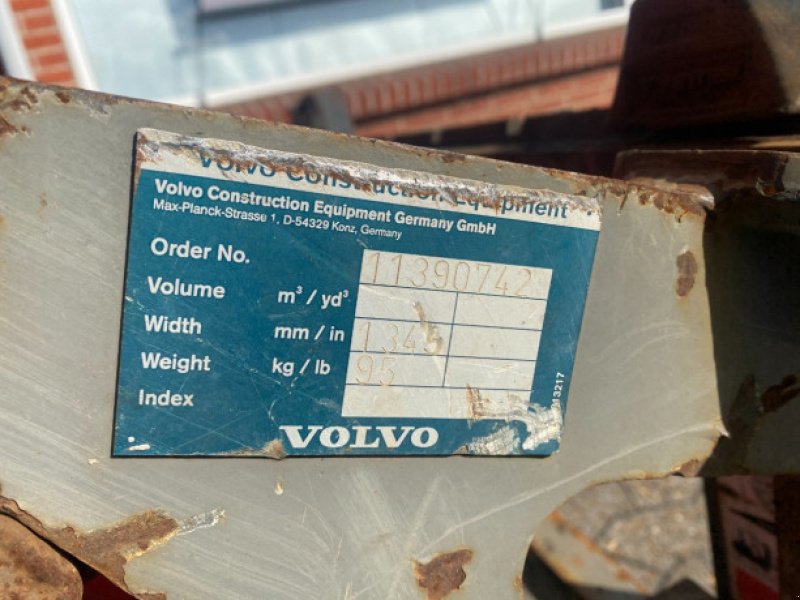 Volvo Construction Equipment
Volvo Construction Equipment Germany GmbH
Max-Planck-Strasse 1, D-54329 Konz, Germany
Order No. 11390742
Volume m³ / yd³
Width mm / in 1345
Weight kg / lb 95
Index
VOLVO
13217